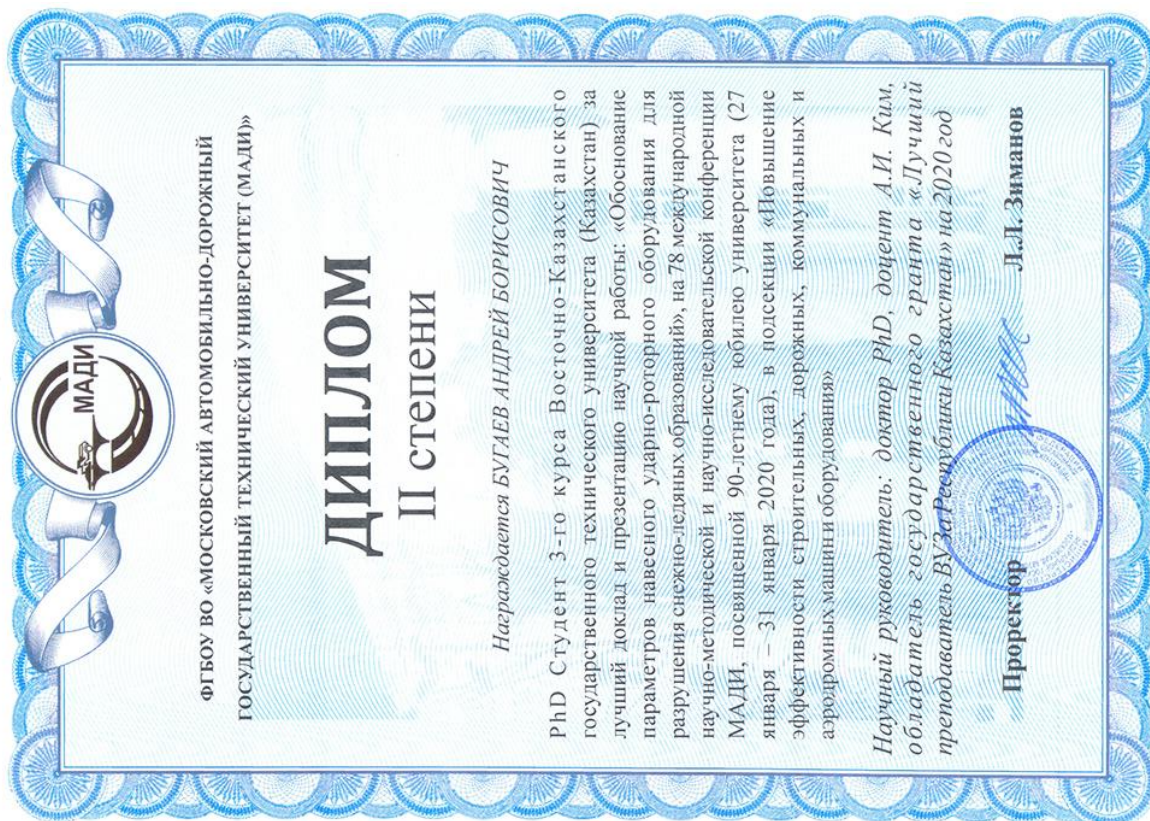 МАДИ
ФГБОУ ВО «МОСКОВСКИЙ АВТОМОБИЛЬНО-ДОРОЖНЫЙ
ГОСУДАРСТВЕННЫЙ ТЕХНИЧЕСКИЙ УНИВЕРСИТЕТ (МАДИ)»
ДИПЛОМ
II степени
Награждается БУГАЕВ АНДРЕЙ БОРИСОВИЧ
PhD Студент 3-го курса Восточно-Казахстанского
государственного технического университета (Казахстан) за
лучший доклад и презентацию научной работы: «Обоснование
параметров навесного ударно-роторного оборудования для
разрушения снежно-ледяных образований», на 78 международной
научно-методической и научно-исследовательской конференции
МАДИ, посвященной 90-летнему юбилею университета (27
января – 31 января 2020 года), в подсекции «Повышение
эффективности строительных, дорожных, коммунальных и
аэродромных машин и оборудования»
Научный руководитель: доктор PhD, доцент А.И. Ким,
обладатель государственного гранта «Лучший
преподаватель ВУЗа Республики Казахстан» на 2020 год
Проректор Л.Л. Зиманов